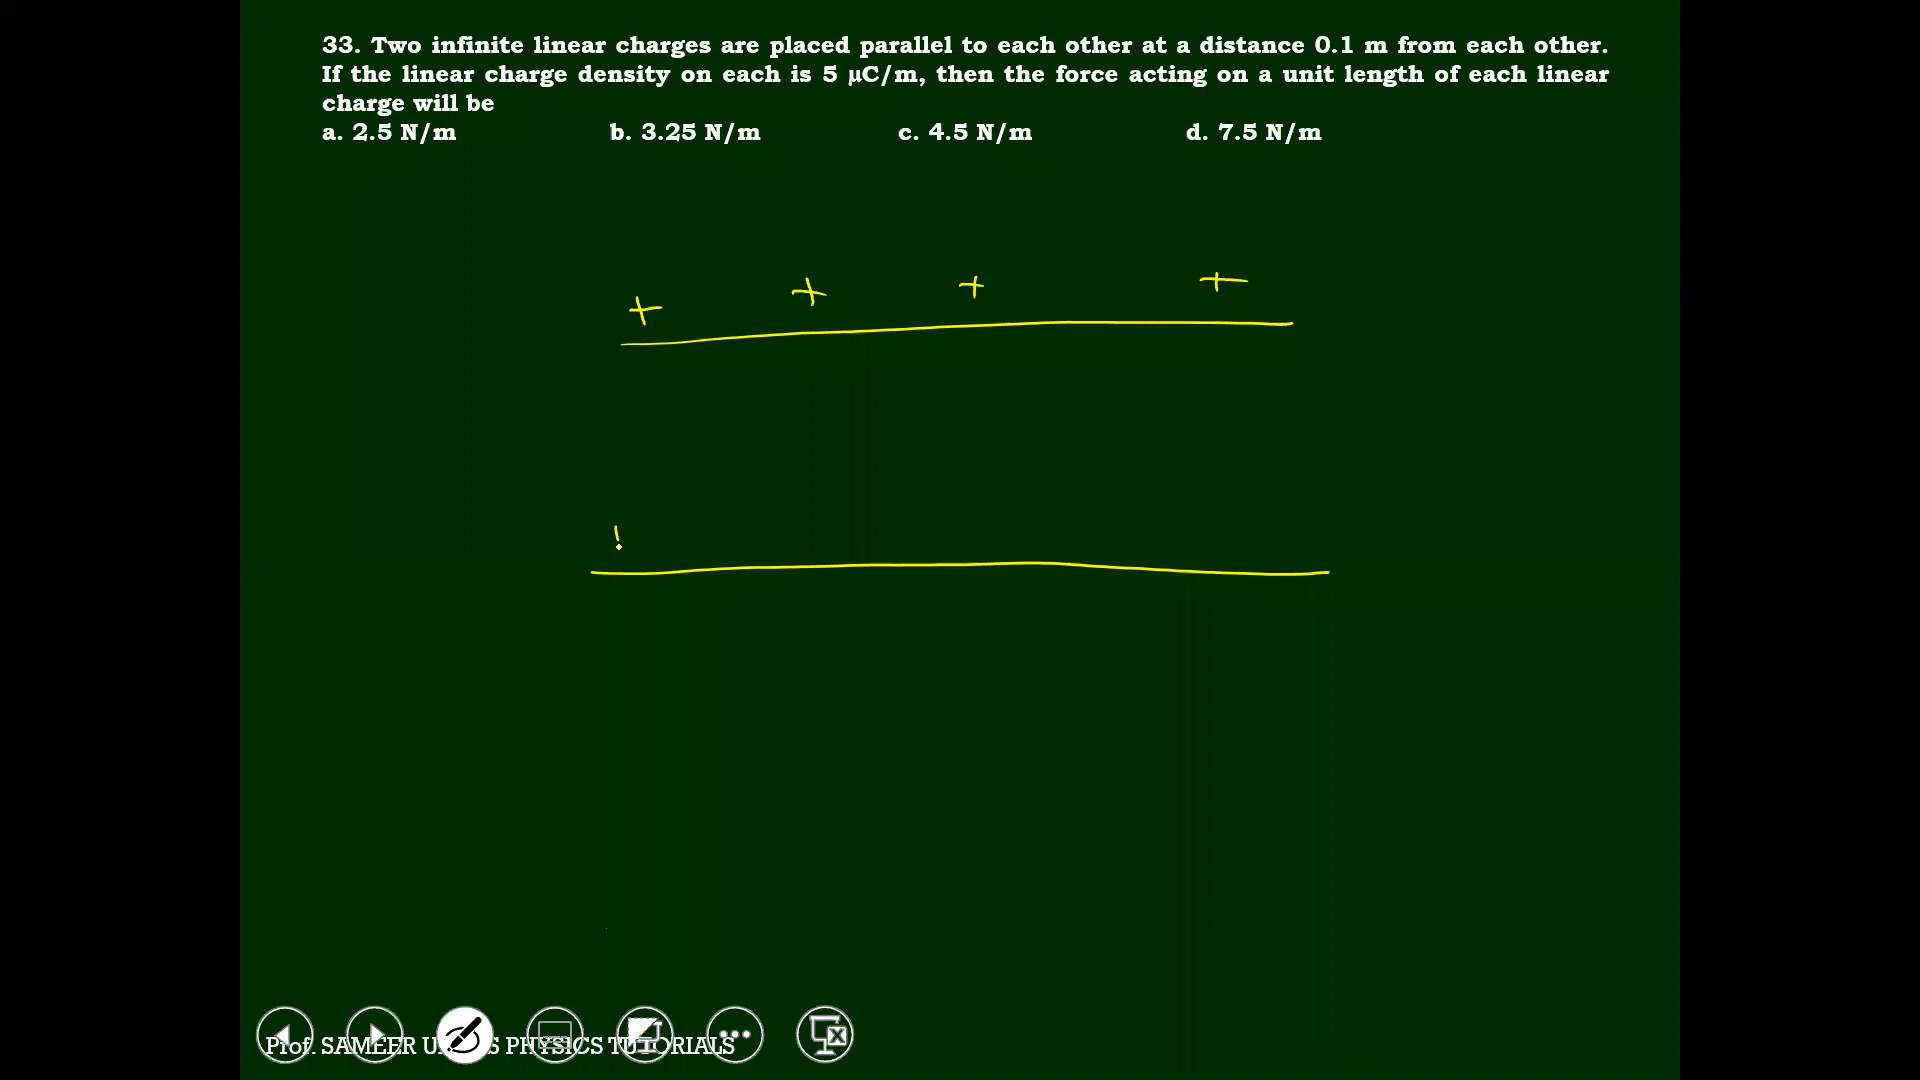 33. Two infinite linear charges are placed parallel to each other at a distance 0.1 m from each other.
If the linear charge density on each is 5 μC/m, then the force acting on a unit length of each linear
charge will be
a. 2.5 N/m b. 3.25 N/m c. 4.5 N/m d. 7.5 N/m
+ + + +
Prof. SAMEER PHYSICS TUTORIALS